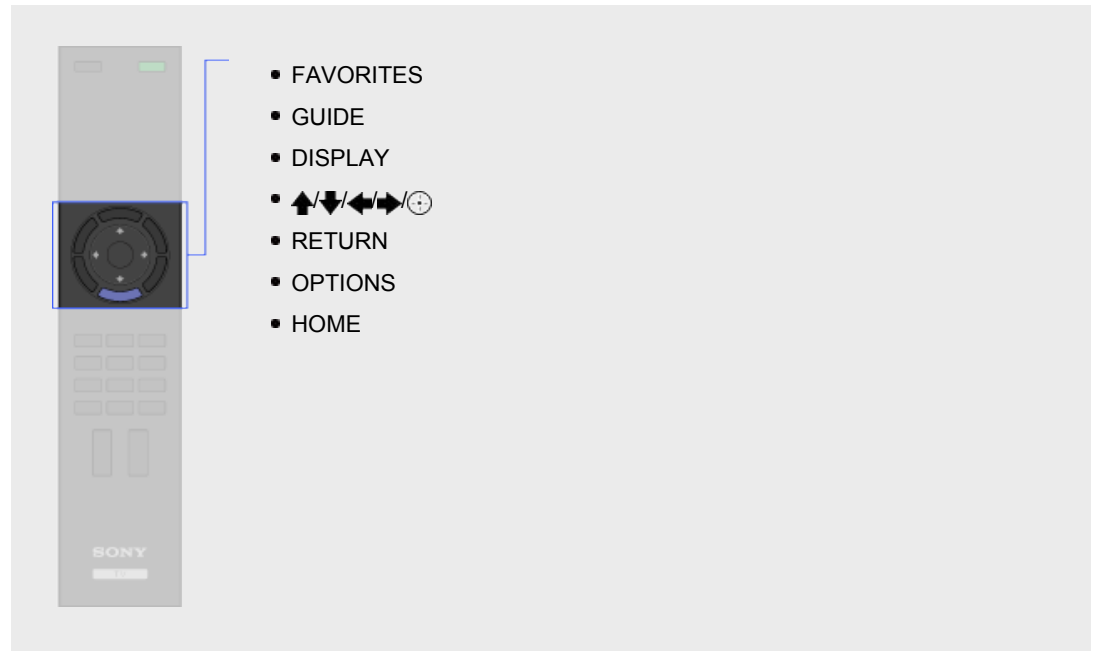 • FAVORITES
• GUIDE
• DISPLAY
• ↑/↓/←/→/⊕
• RETURN
• OPTIONS
• HOME
SONY